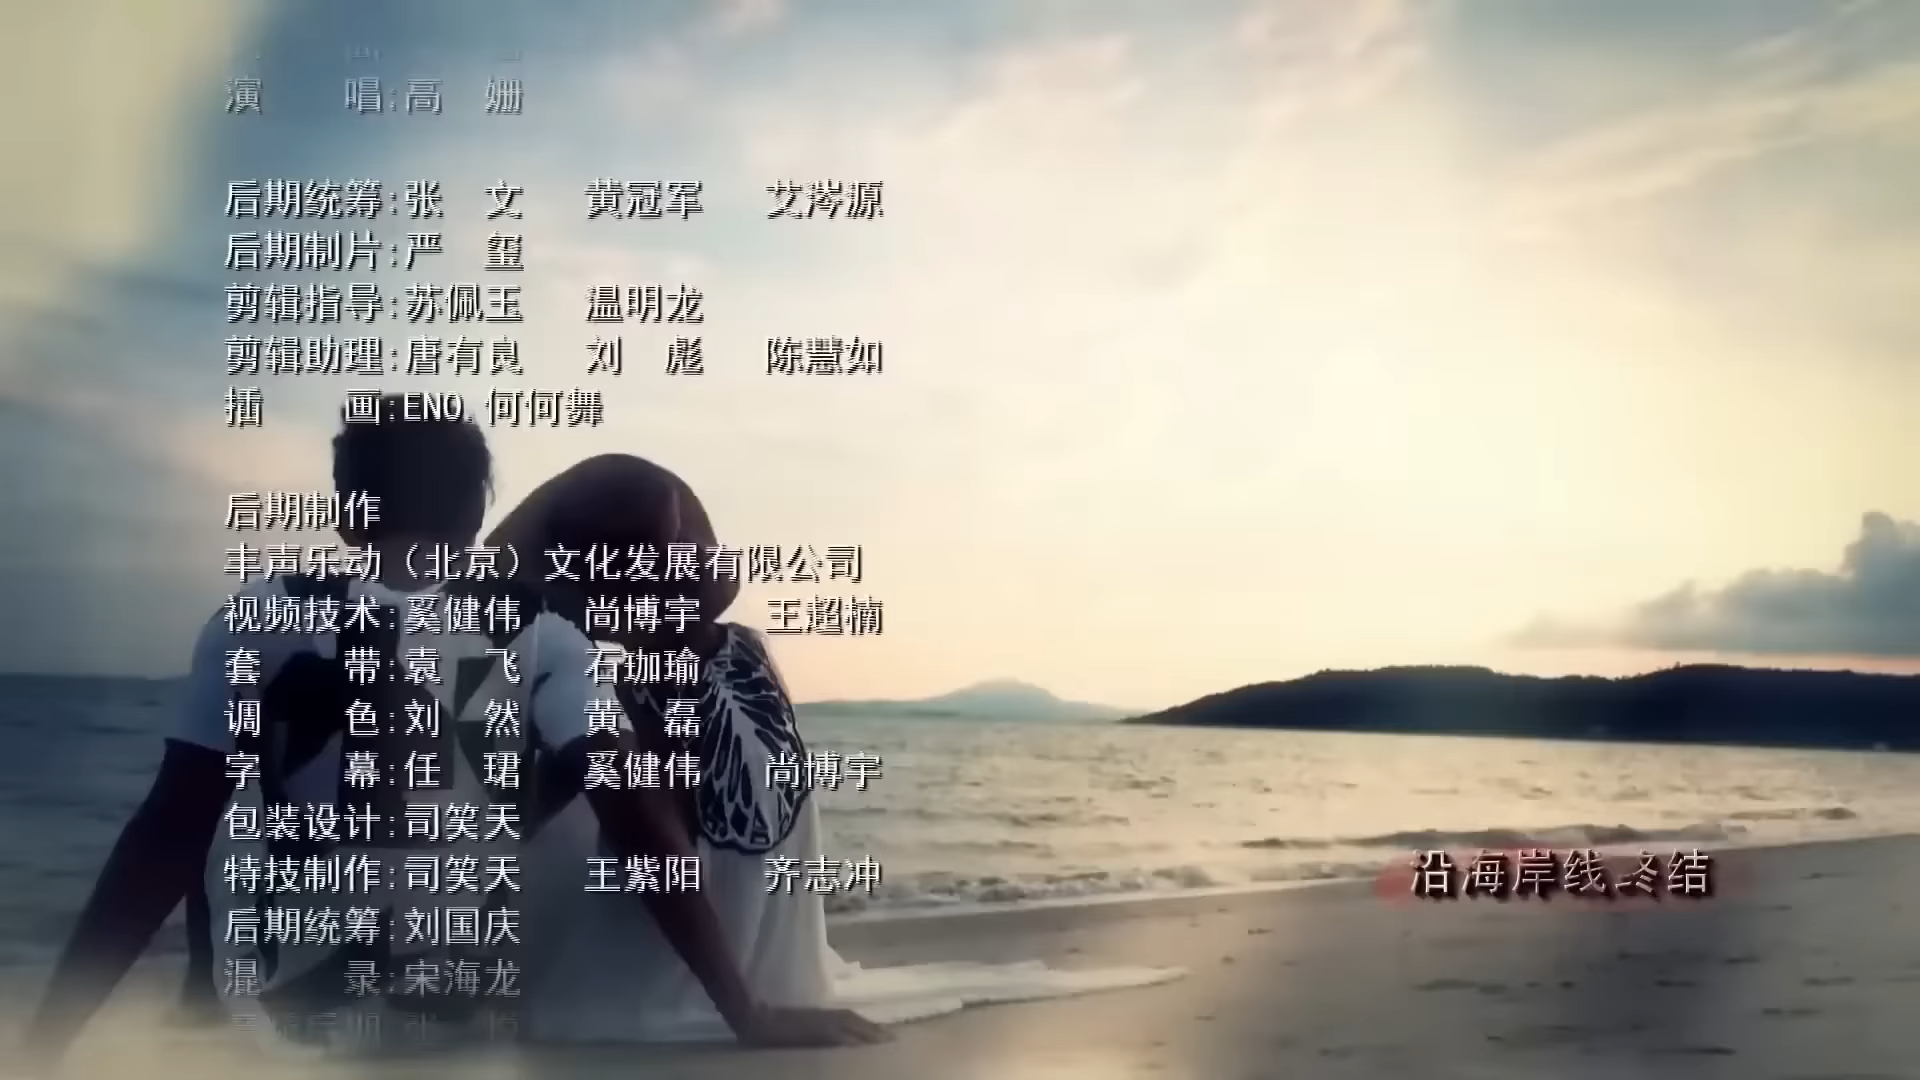 演 唱:高 姗
后期统筹:张 文 黄冠军 艾涔源
后期制片:严 玺
剪辑指导:苏佩玉 温明龙
剪辑助理:唐有良 刘 彪 陈慧如
插 画:ENO.何何舞
后期制作
丰声乐动（北京）文化发展有限公司
视频技术:奚健伟 尚博宇 王超楠
套 带:袁 飞 石珈瑜
调 色:刘 然 黄 磊
字 幕:任 珺 奚健伟 尚博宇
包装设计:司笑天
特技制作:司笑天 王紫阳 齐志冲
沿海岸线终结
后期统筹:刘国庆
混 录:宋海龙